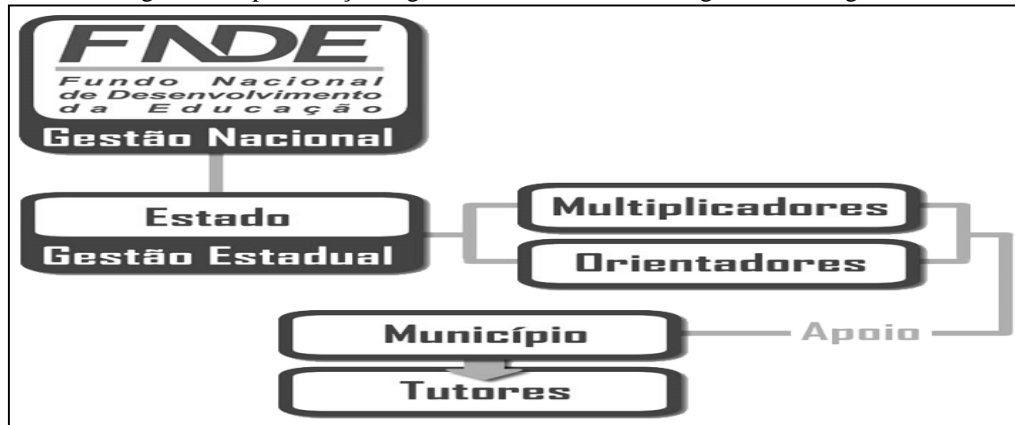 FNDE
Fundo Nacional
de Desenvolvimento
da Educação
Gestão Nacional
Estado
Gestão Estadual
Multiplicadores
Orientadores
Município
Apoio
Tutores